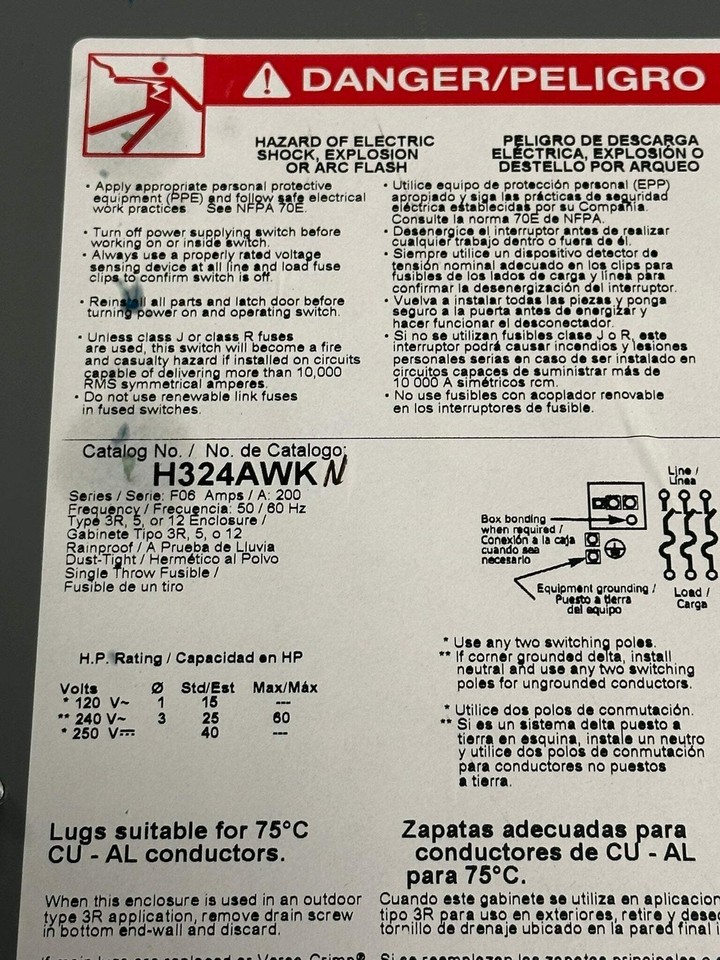 DANGER/PELIGRO
HAZARD OF ELECTRIC
SHOCK, EXPLOSION
OR ARC FLASH
• Apply appropriate personal protective
equipment (PPE) and follow safe electrical
work practices See NFPA 70E.
• Turn off power supplying switch before
working on or inside switch.
• Always use a properly rated voltage
sensing device at all line and load fuse
clips to confirm switch is off.
• Reinstall all parts and latch door before
turning power on and operating switch.
• Unless class J or class R fuses
are used, this switch will become a fire
and casualty hazard if installed on circuits
capable of delivering more than 10,000
RMS symmetrical amperes.
• Do not use renewable link fuses
in fused switches.
PELIGRO DE DESCARGA
ELÉCTRICA, EXPLOSIÓN O
DESTELLO POR ARQUEO
• Utilice equipo de protección personal (EPP)
apropiado y siga las prácticas de seguridad
eléctrica establecidas por su Compañia.
Consulte la norma 70E de NFPA.
• Desenergice el interruptor antes de realizar
cualquier trabajo dentro o fuera de él.
• Siempre utilice un dispositivo detector de
tensión nominal adecuado en los clips para
fusibles de los lados de carga y línea para
confirmar la desenergización del interruptor.
• Vuelva a instalar todas las piezas y ponga
seguro a la puerta antes de energizar y
hacer funcionar el desconectador.
• Si no se utilizan fusibles clase J o R, este
interruptor podrá causar incendios y lesiones
personales serias en caso de ser instalado en
circuitos capaces de suministrar más de
10 000 A simétricos rcm.
• No use fusibles con acoplador renovable
en los interruptores de fusible.
Catalog No. / No. de Catalogo:
H324AWKN
Series / Serie: F06 Amps / A: 200
Frequency / Frecuencia: 50 / 60 Hz
Type 3R, 5, or 12 Enclosure /
Gabinete Tipo 3R, 5, o 12
Rainproof / A Prueba de Lluvia
Dust-Tight / Hermético al Polvo
Single Throw Fusible /
Fusible de un tiro
Line /
Línea
Box bonding
when required /
Conexión a la caja
cuando sea
necesario
Equipment grounding /
Puesto a tierra
del equipo
Load /
Carga
H.P. Rating / Capacidad en HP
Volts Ø Std/Est Max/Máx
* 120 V~ 1 15 ---
** 240 V~ 3 25 60
* 250 V⎓ 40 ---
* Use any two switching poles.
** If corner grounded delta, install
neutral and use any two switching
poles for ungrounded conductors.
* Utilice dos polos de conmutación.
** Si es un sistema delta puesto a
tierra en esquina, instale un neutro
y utilice dos polos de conmutación
para conductores no puestos
a tierra.
Lugs suitable for 75°C
CU - AL conductors.
Zapatas adecuadas para
conductores de CU - AL
para 75°C.
When this enclosure is used in an outdoor
type 3R application, remove drain screw
in bottom end-wall and discard.
Cuando este gabinete se utiliza en
tipo 3R para uso en exteriores, retire y
tornillo de drenaje ubicado en la pared final